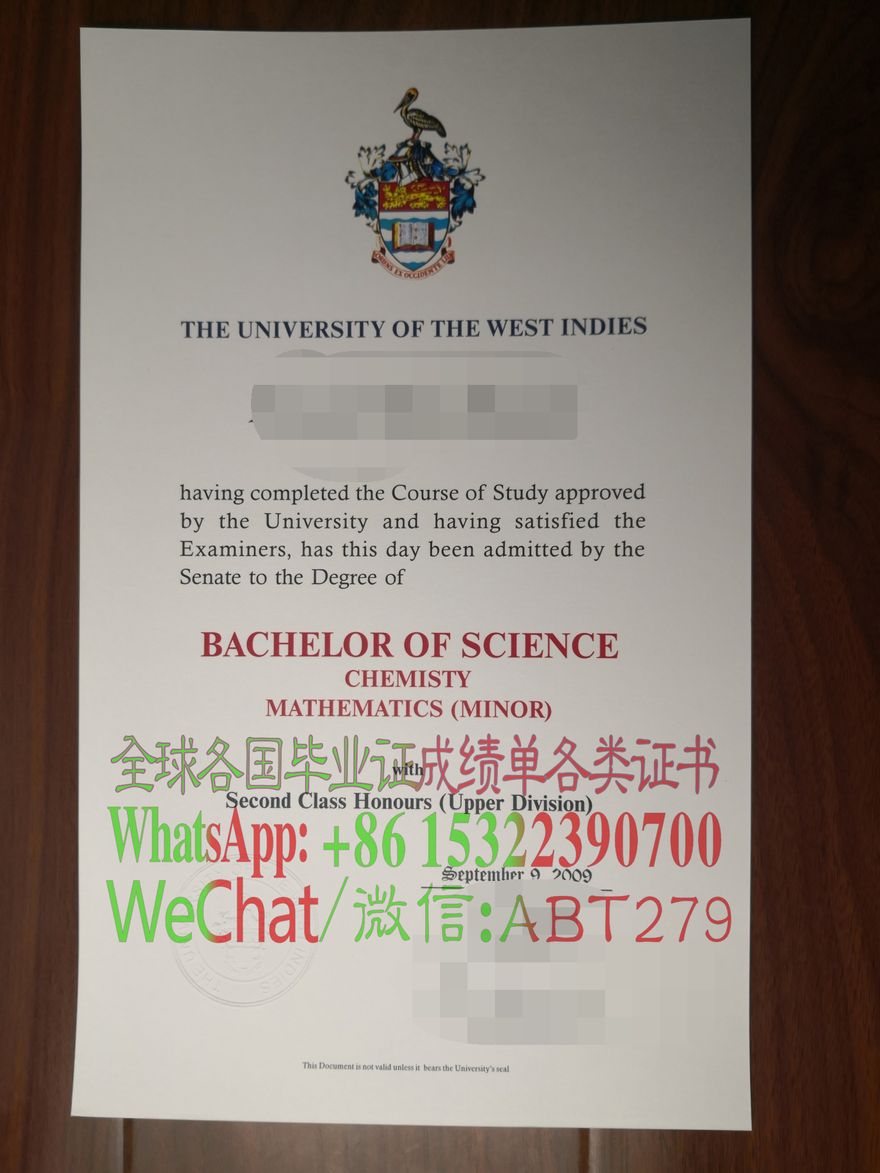 ORIENS EX OCCIDENTE LUX
THE UNIVERSITY OF THE WEST INDIES
having completed the Course of Study approved
by the University and having satisfied the
Examiners, has this day been admitted by the
Senate to the Degree of
BACHELOR OF SCIENCE
CHEMISTY
MATHEMATICS (MINOR)
全球各国毕业证成绩单各类证书
with
Second Class Honours (Upper Division)
WhatsApp: +86 15322390700
September 9, 2009
WeChat/微信:ABT279
This Document is not valid unless it bears the University's seal